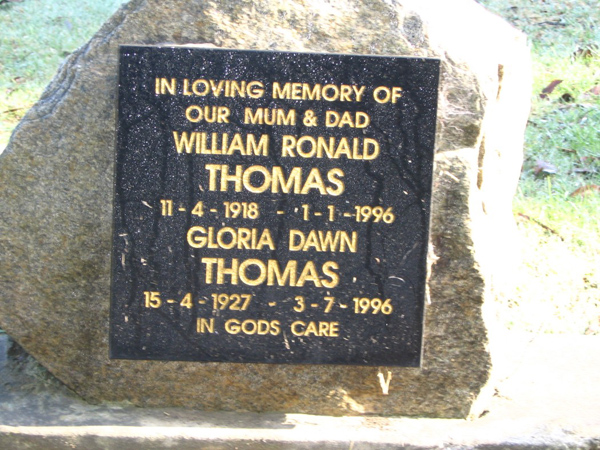 IN LOVING MEMORY OF
OUR MUM & DAD
WILLIAM RONALD
THOMAS
11 - 4 - 1918 - 1 - 1 - 1996
GLORIA DAWN
THOMAS
15 - 4 - 1927 - 3 - 7 - 1996
IN GODS CARE